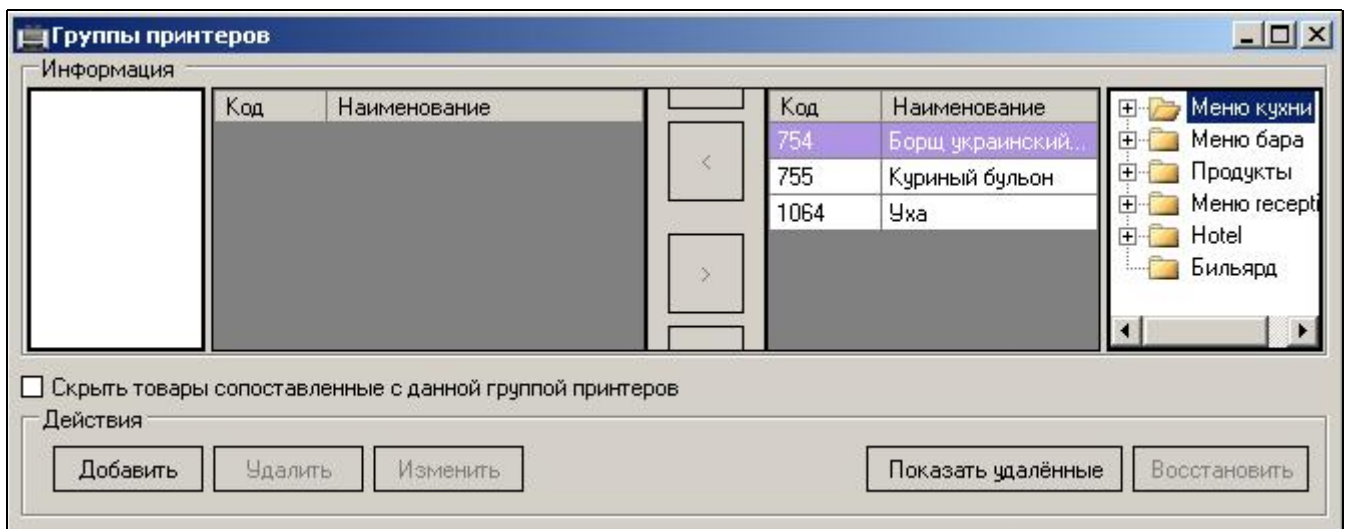 Группы принтеров
Информация
Код Наименование
Код Наименование
754 Борщ украинский...
755 Куриный бульон
1064 Уха
<
>
Меню кухни
Меню бара
Продукты
Меню recepti
Hotel
Бильярд
Скрыть товары сопоставленные с данной группой принтеров
Действия
Добавить Удалить Изменить Показать удалённые Восстановить